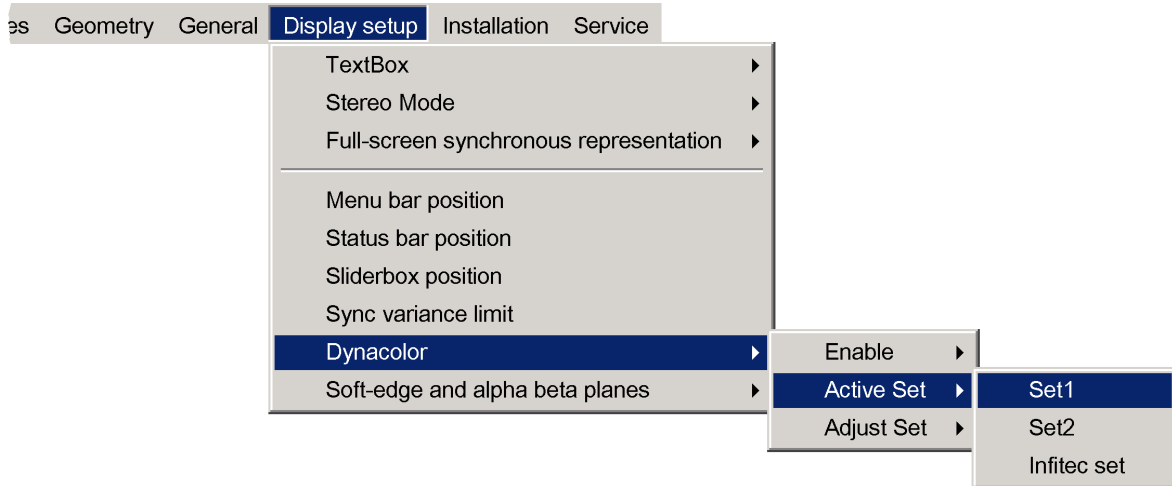 es Geometry General Display setup Installation Service
TextBox
Stereo Mode
Full-screen synchronous representation
Menu bar position
Status bar position
Sliderbox position
Sync variance limit
Dynacolor
Soft-edge and alpha beta planes
Enable
Active Set
Adjust Set
Set1
Set2
Infitec set